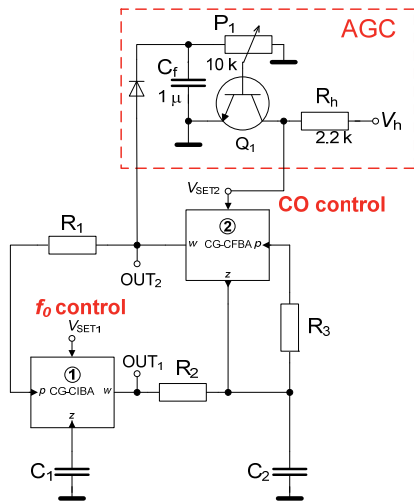 AGC
P1
10 k
Cf
1 μ
Q1
Rh
2.2 k
Vh
VSET2
CO control
2
w CG-CFBA p
z
R1
OUT2
R3
f0 control
VSET1
1
p CG-CIBA w
z
OUT1
R2
C1
C2